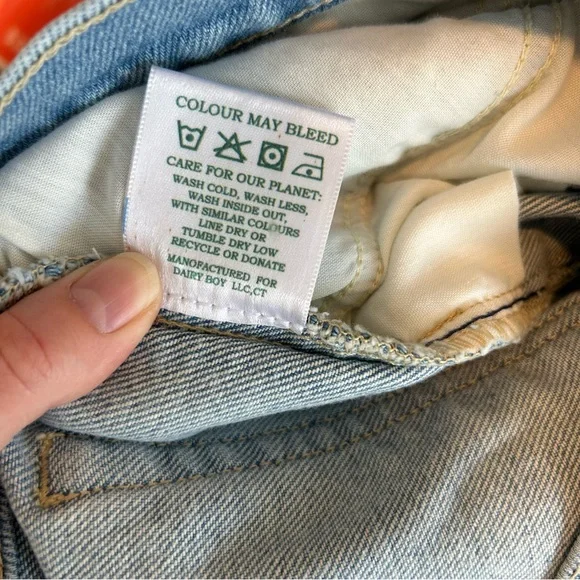 COLOUR MAY BLEED
CARE FOR OUR PLANET:
WASH COLD, WASH LESS,
WASH INSIDE OUT,
WITH SIMILAR COLOURS
LINE DRY OR
TUMBLE DRY LOW
RECYCLE OR DONATE
MANUFACTURED FOR
DAIRY BOY LLC,CT